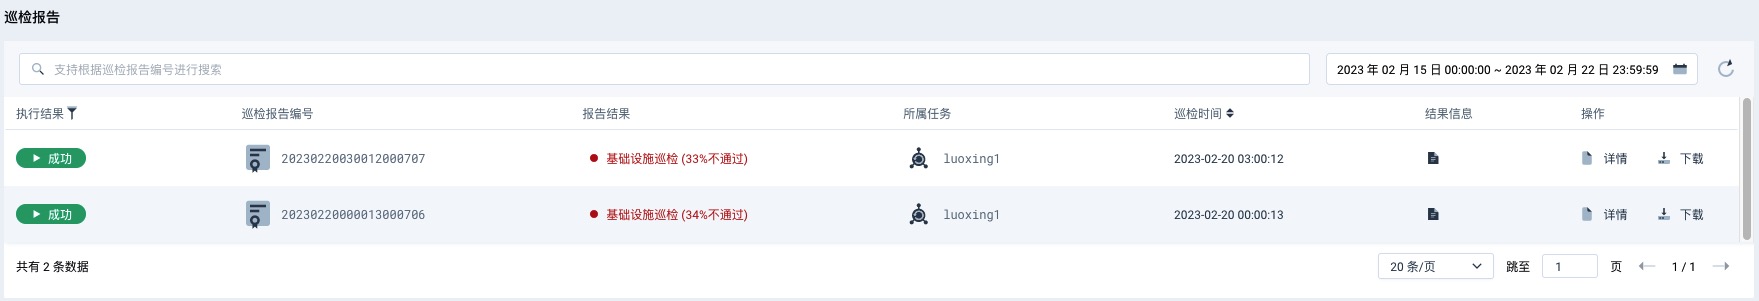 巡检报告
支持根据巡检报告编号进行搜索 2023 年 02 月 15 日 00:00:00 ~ 2023 年 02 月 22 日 23:59:59
执行结果 巡检报告编号 报告结果 所属任务 巡检时间 结果信息 操作
成功 20230220030012000707 基础设施巡检 (33%不通过) luoxing1 2023-02-20 03:00:12 详情 下载
成功 20230220000013000706 基础设施巡检 (34%不通过) luoxing1 2023-02-20 00:00:13 详情 下载
共有 2 条数据 20 条/页 跳至 1 页 1 / 1